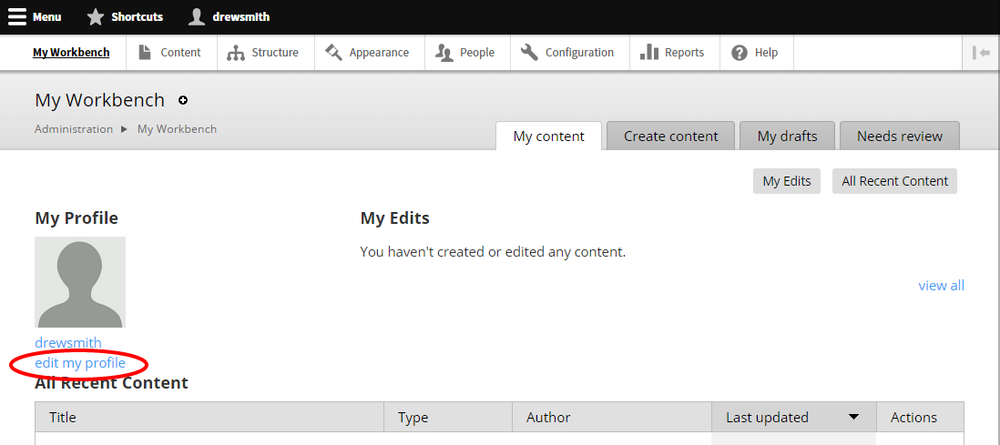 Menu Shortcuts drewsmith
My Workbench Content Structure Appearance People Configuration Reports Help
My Workbench
Administration My Workbench
My content Create content My drafts Needs review
My Edits All Recent Content
My Profile
My Edits
You haven't created or edited any content.
view all
drewsmith
edit my profile
All Recent Content
Title Type Author Last updated Actions